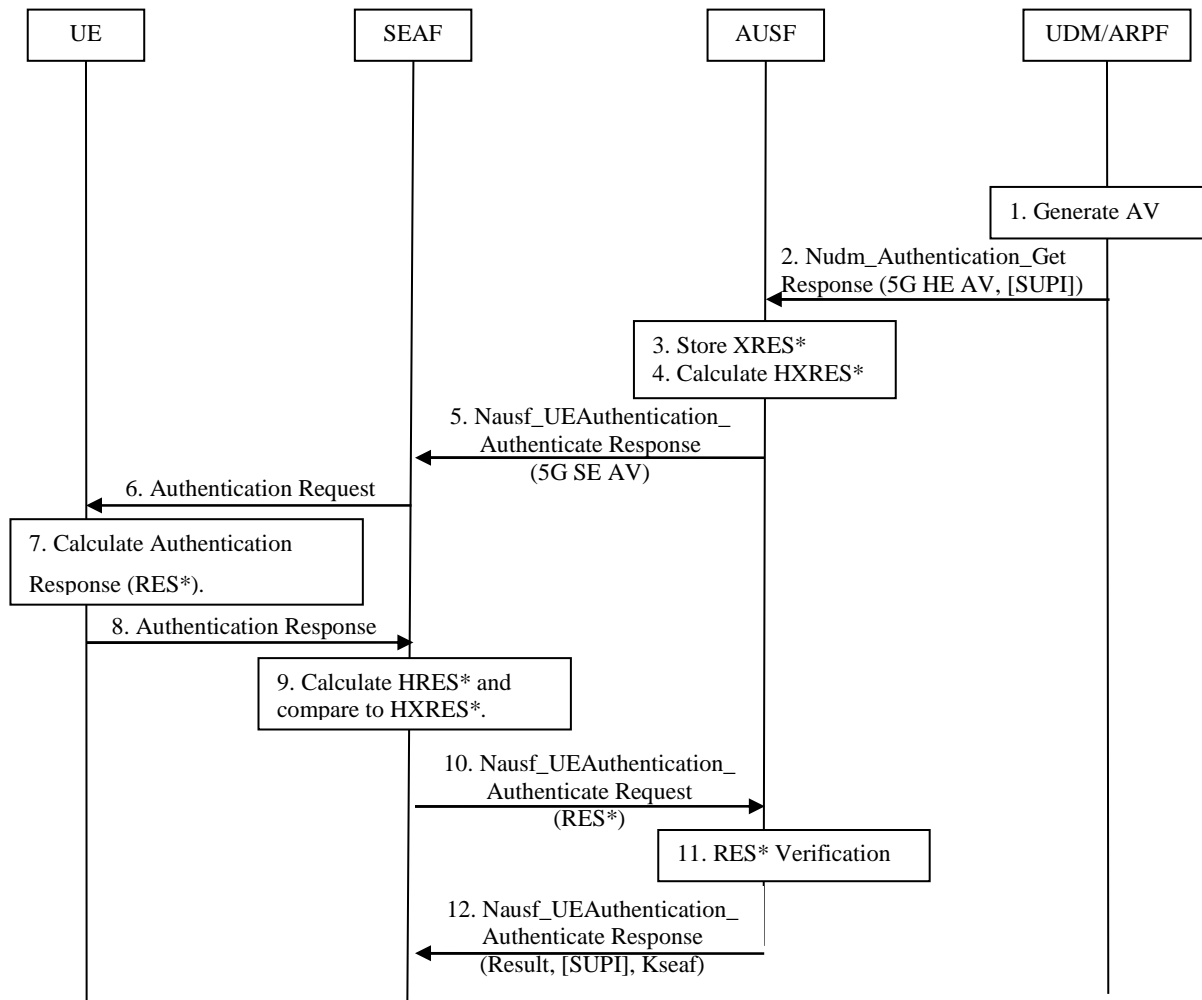 UE
SEAF
AUSF
UDM/ARPF
1. Generate AV
2. Nudm_Authentication_Get
Response (5G HE AV, [SUPI])
3. Store XRES*
4. Calculate HXRES*
5. Nausf_UEAuthentication_
Authenticate Response
(5G SE AV)
6. Authentication Request
7. Calculate Authentication
Response (RES*).
8. Authentication Response
9. Calculate HRES* and
compare to HXRES*.
10. Nausf_UEAuthentication_
Authenticate Request
(RES*)
11. RES* Verification
12. Nausf_UEAuthentication_
Authenticate Response
(Result, [SUPI], Kseaf)